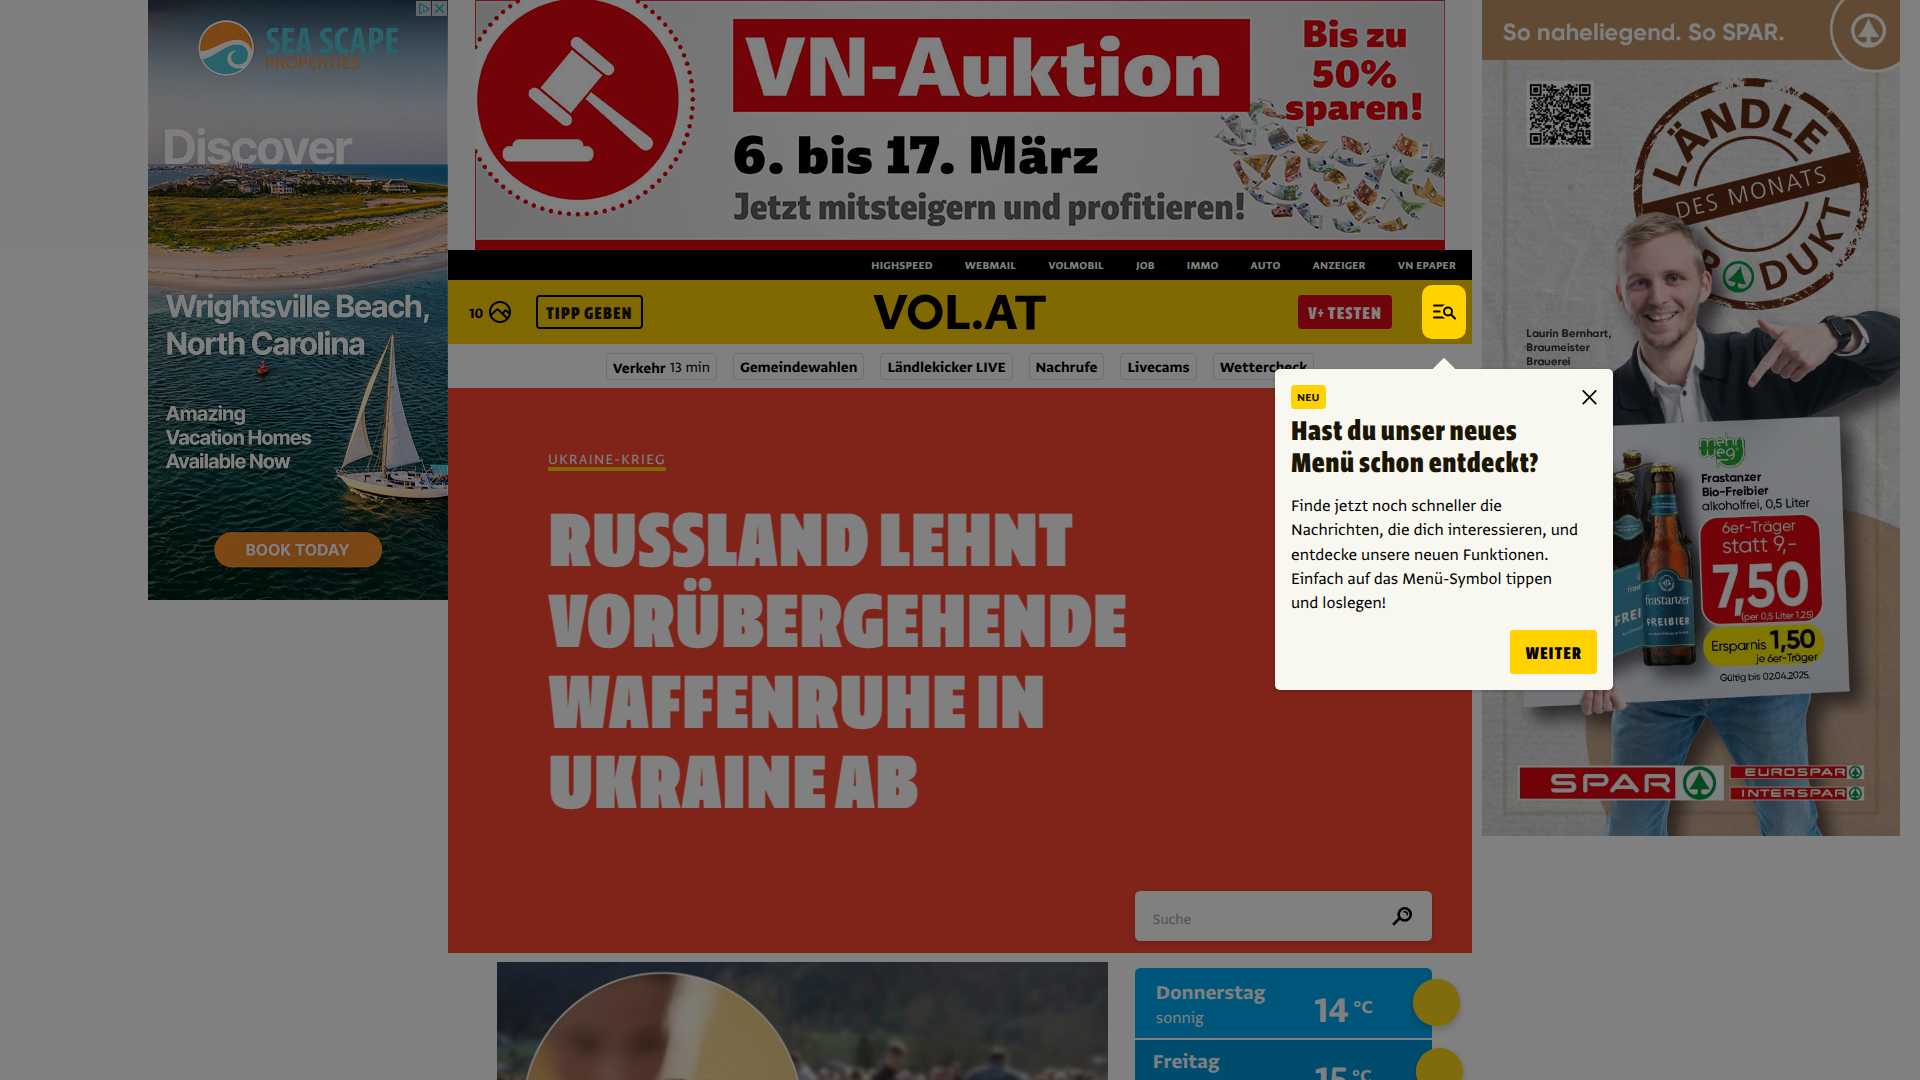 SEA SCAPE
PROPERTIES
Discover
Wrightsville Beach,
North Carolina
Amazing
Vacation Homes
Available Now
BOOK TODAY
VN-Auktion
6. bis 17. März
Jetzt mitsteigern und profitieren!
Bis zu
50%
sparen!
HIGHSPEED WEBMAIL VOLMOBIL JOB IMMO AUTO ANZEIGER VN EPAPER
10 TIPP GEBEN VOL.AT V+ TESTEN
Verkehr 13 min Gemeindewahlen Ländlekicker LIVE Nachrufe Livecams Wettercheck
UKRAINE-KRIEG
RUSSLAND LEHNT
VORÜBERGEHENDE
WAFFENRUHE IN
UKRAINE AB
NEU
Hast du unser neues
Menü schon entdeckt?
Finde jetzt noch schneller die
Nachrichten, die dich interessieren, und
entdecke unsere neuen Funktionen.
Einfach auf das Menü-Symbol tippen
und loslegen!
WEITER
Suche
Donnerstag
sonnig
14 °C
Freitag
15 °C
So naheliegend. So SPAR.
LÄNDLE
DES MONATS
PRODUKT
Laurin Bernhart,
Braumeister
Brauerei
mehr
weg
Frastanzer
Bio-Freibier
alkoholfrei, 0,5 Liter
6er-Träger
statt 9,-
7,50
(per 0,5 Liter 1,25)
Ersparnis 1,50
je 6er-Träger
Gültig bis 02.04.2025.
frastanzer
FREIBIER
SPAR
EUROSPAR
INTERSPAR